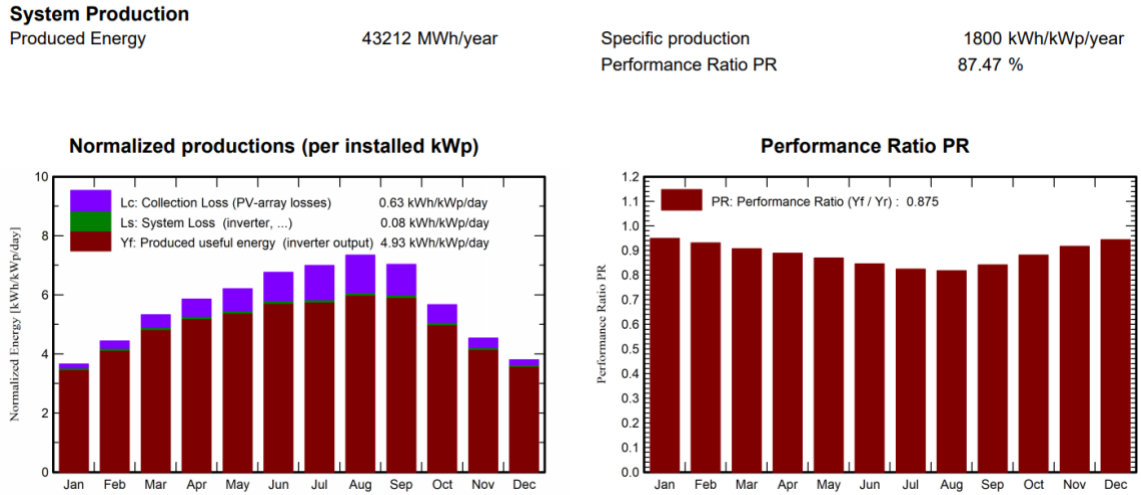 System Production
Produced Energy 43212 MWh/year
Specific production 1800 kWh/kWp/year
Performance Ratio PR 87.47 %
Normalized productions (per installed kWp)
Normalized Energy [kWh/kWp/day]
10
8
6
4
2
0
Lc: Collection Loss (PV-array losses) 0.63 kWh/kWp/day
Ls: System Loss (inverter, ...) 0.08 kWh/kWp/day
Yf: Produced useful energy (inverter output) 4.93 kWh/kWp/day
Jan Feb Mar Apr May Jun Jul Aug Sep Oct Nov Dec
Performance Ratio PR
Performance Ratio PR
1.2
1.1
1.0
0.9
0.8
0.7
0.6
0.5
0.4
0.3
0.2
0.1
0.0
PR: Performance Ratio (Yf / Yr) : 0.875
Jan Feb Mar Apr May Jun Jul Aug Sep Oct Nov Dec